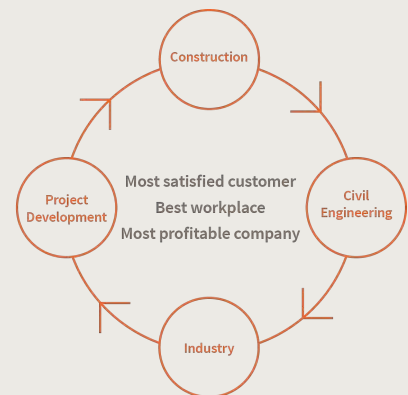 Construction
Most satisfied customer
Best workplace
Most profitable company
Project
Development
Civil
Engineering
Industry